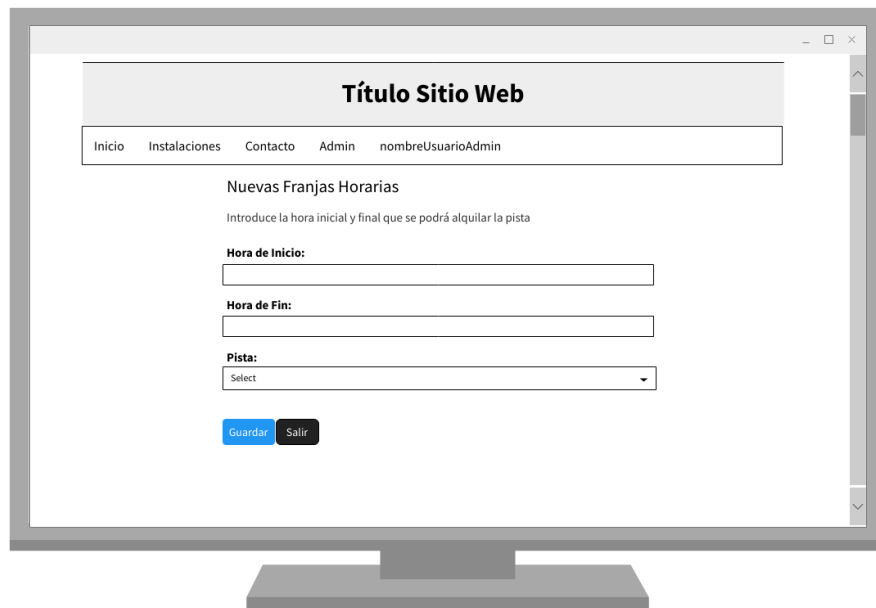 Título Sitio Web
Inicio Instalaciones Contacto Admin nombreUsuarioAdmin
Nuevas Franjas Horarias
Introduce la hora inicial y final que se podrá alquilar la pista
Hora de Inicio:
Hora de Fin:
Pista:
Select
Guardar Salir